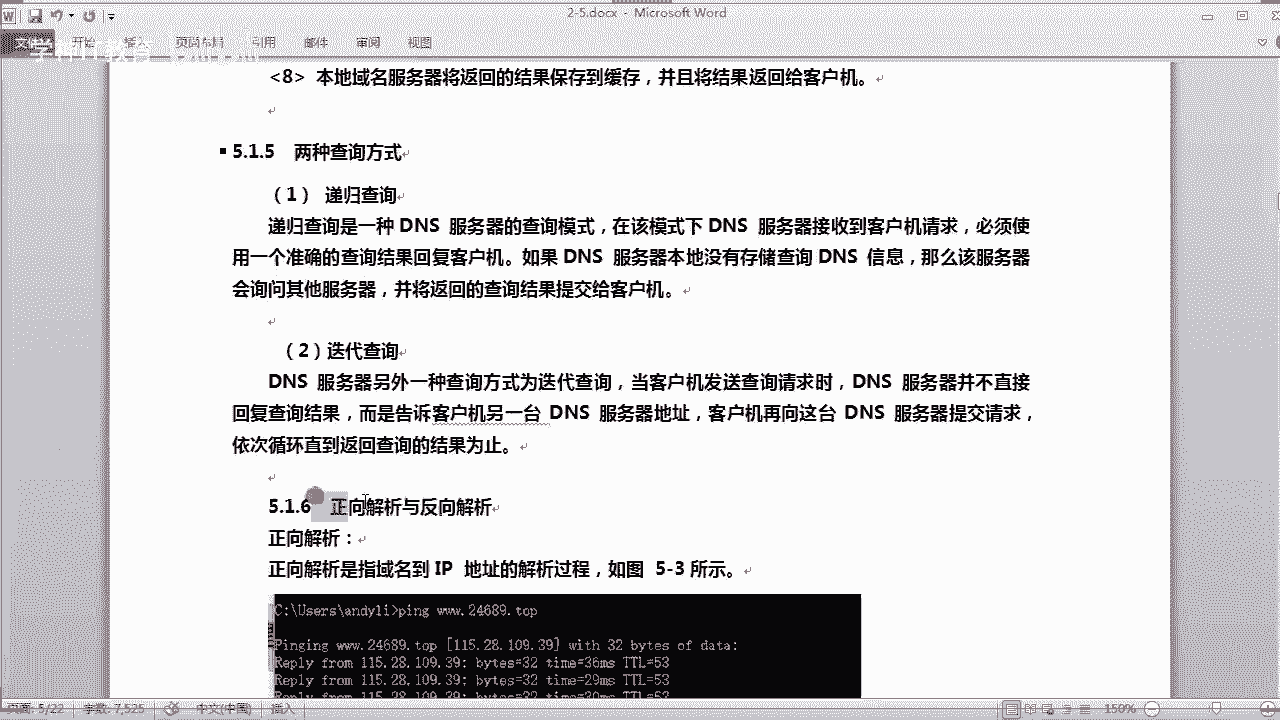 2-5.docx - Microsoft Word
文件 开始 插入 页面布局 引用 邮件 审阅 视图
<8> 本地域名服务器将返回的结果保存到缓存，并且将结果返回给客户机。
5.1.5 两种查询方式
（1） 递归查询
递归查询是一种 DNS 服务器的查询模式，在该模式下 DNS 服务器接收到客户机请求，必须使
用一个准确的查询结果回复客户机。如果 DNS 服务器本地没有存储查询 DNS 信息，那么该服务器
会询问其他服务器，并将返回的查询结果提交给客户机。
（2）迭代查询
DNS 服务器另外一种查询方式为迭代查询，当客户机发送查询请求时，DNS 服务器并不直接
回复查询结果，而是告诉客户机另一台 DNS 服务器地址，客户机再向这台 DNS 服务器提交请求，
依次循环直到返回查询的结果为止。
5.1.6 正向解析与反向解析
正向解析：
正向解析是指域名到 IP 地址的解析过程，如图 5-3 所示。
C:\Users\andyli>ping www.24689.top
Pinging www.24689.top [115.28.109.39] with 32 bytes of data:
Reply from 115.28.109.39: bytes=32 time=36ms TTL=53
Reply from 115.28.109.39: bytes=32 time=29ms TTL=53
Reply from 115.28.109.39: bytes=32 time=30ms TTL=53
页面: 5/22 字数: 7,525 中文(中国) 插入 150%